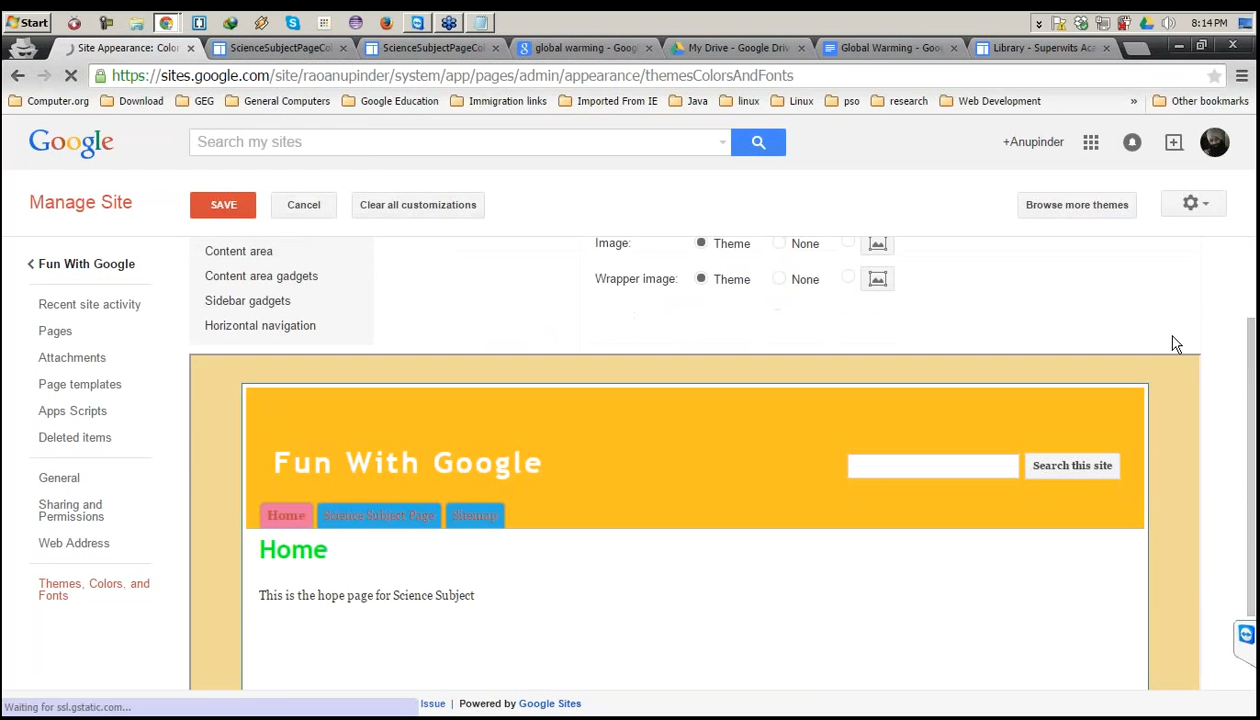 Start
8:14 PM
Site Appearance: Color
ScienceSubjectPageCol
ScienceSubjectPageCol
global warming - Goog
My Drive - Google Driv
Global Warming - Goog
Library - Superwits Aca
https://sites.google.com/site/raoanupinder/system/app/pages/admin/appearance/themesColorsAndFonts
Computer.org
Download
GEG
General Computers
Google Education
Immigration links
Imported From IE
Java
linux
Linux
pso
research
Web Development
»
Other bookmarks
Google
Search my sites
+Anupinder
Manage Site
SAVE
Cancel
Clear all customizations
Browse more themes
Fun With Google
Recent site activity
Pages
Attachments
Page templates
Apps Scripts
Deleted items
General
Sharing and
Permissions
Web Address
Themes, Colors, and
Fonts
Content area
Content area gadgets
Sidebar gadgets
Horizontal navigation
Image: Theme None
Wrapper image: Theme None
Fun With Google
Search this site
Home
Science Subject Page
Sitemap
Home
This is the hope page for Science Subject
Waiting for ssl.gstatic.com...
Issue | Powered by Google Sites